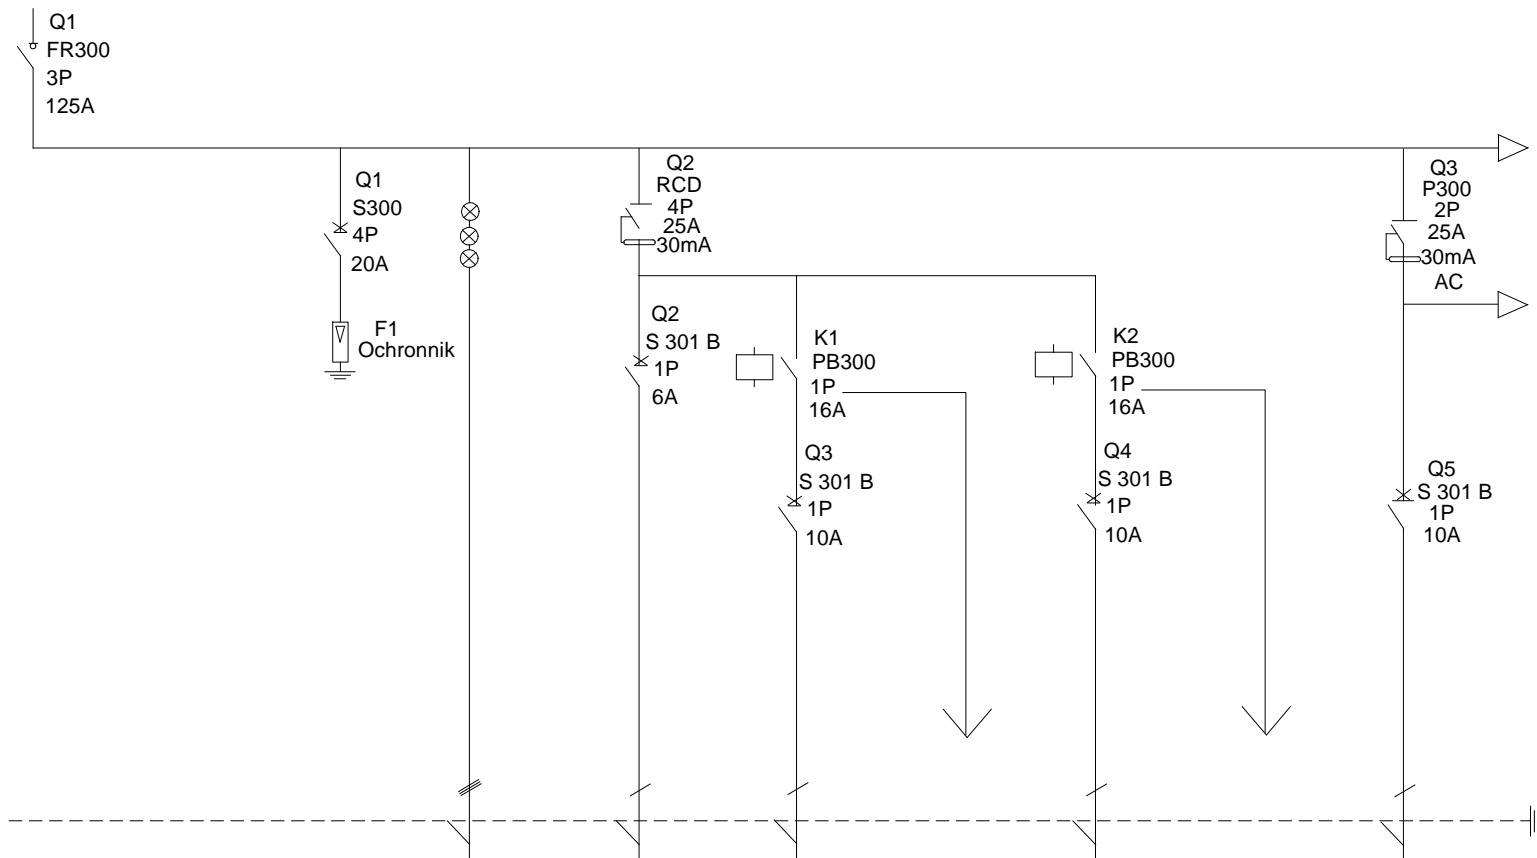 Q1
FR300
3P
125A
Q1
S300
4P
20A
F1
Ochronnik
Q2
RCD
4P
25A
30mA
Q2
S 301 B
1P
6A
K1
PB300
1P
16A
Q3
S 301 B
1P
10A
K2
PB300
1P
16A
Q4
S 301 B
1P
10A
Q3
P300
2P
25A
30mA
AC
Q5
S 301 B
1P
10A